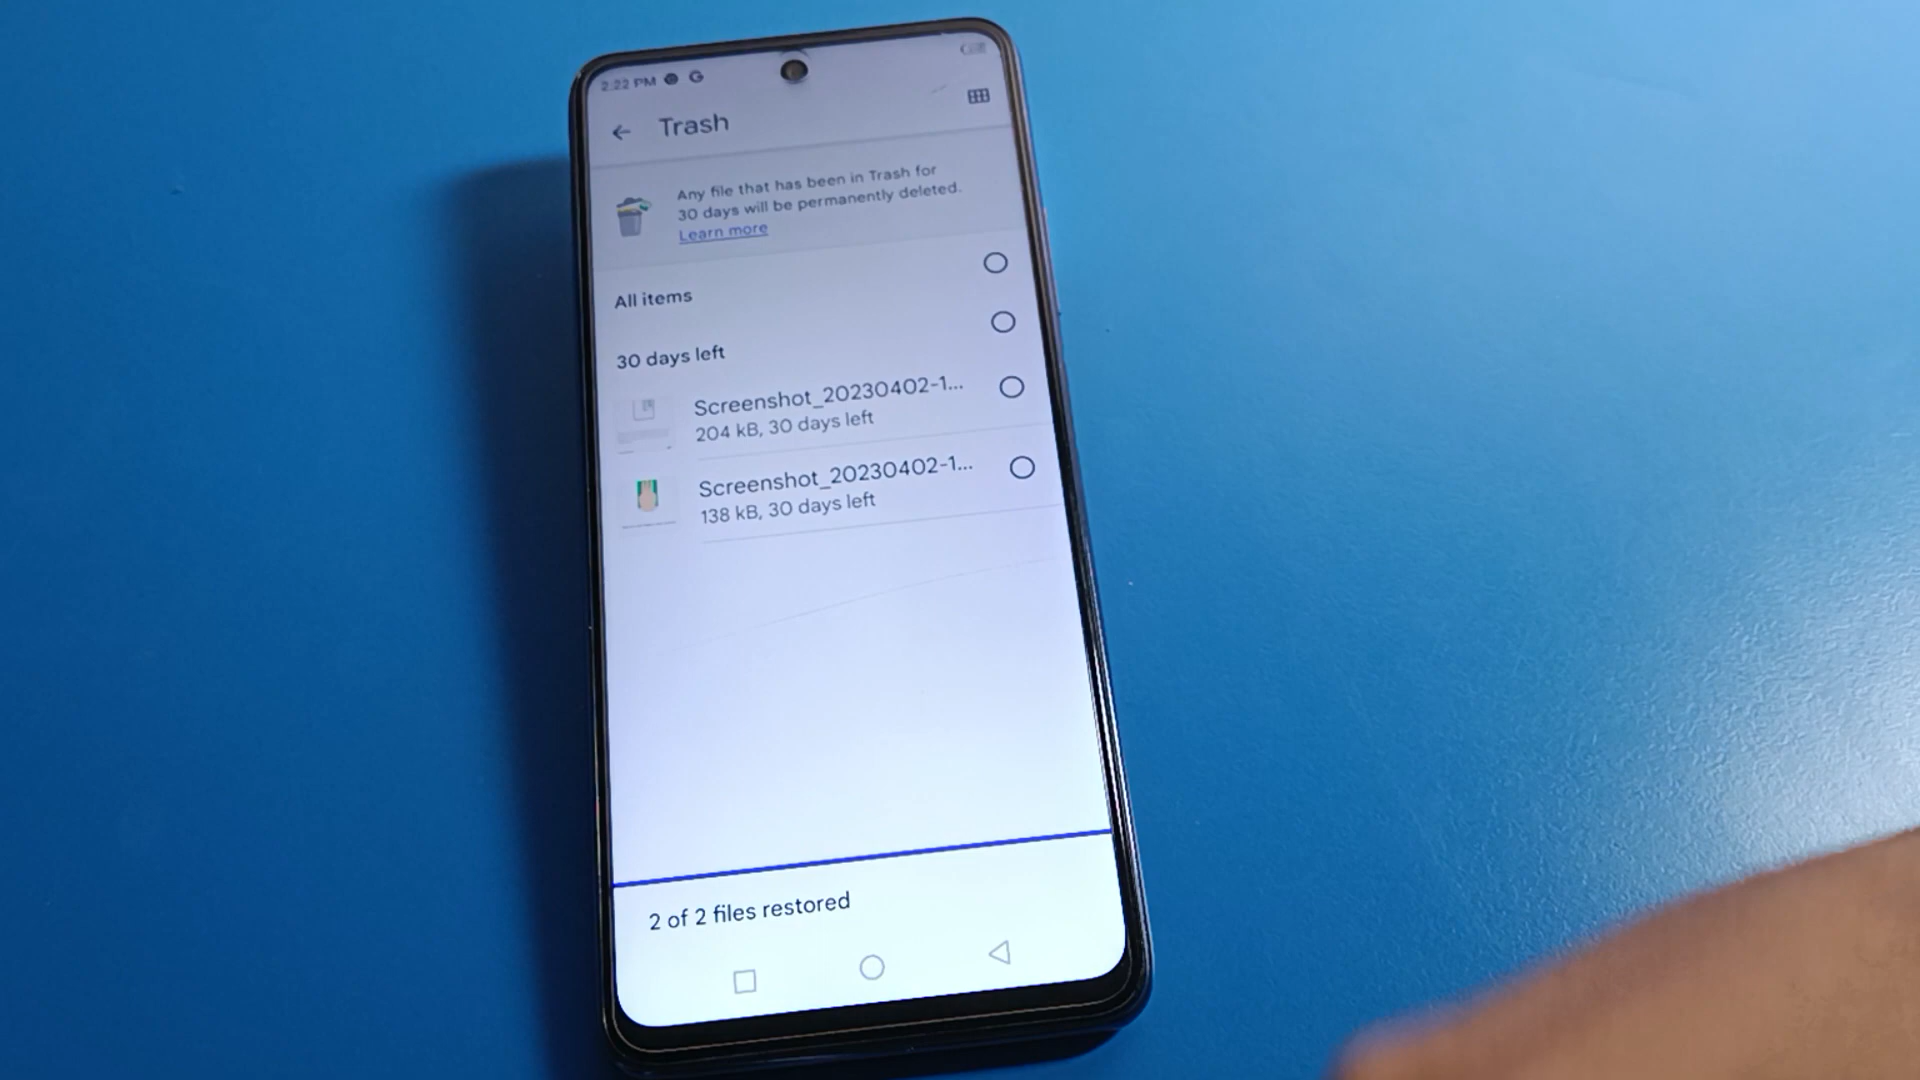 2:22 PM G
Trash
Any file that has been in Trash for
30 days will be permanently deleted.
Learn more
All items
30 days left
Screenshot_20230402-1...
204 kB, 30 days left
Screenshot_20230402-1...
138 kB, 30 days left
2 of 2 files restored